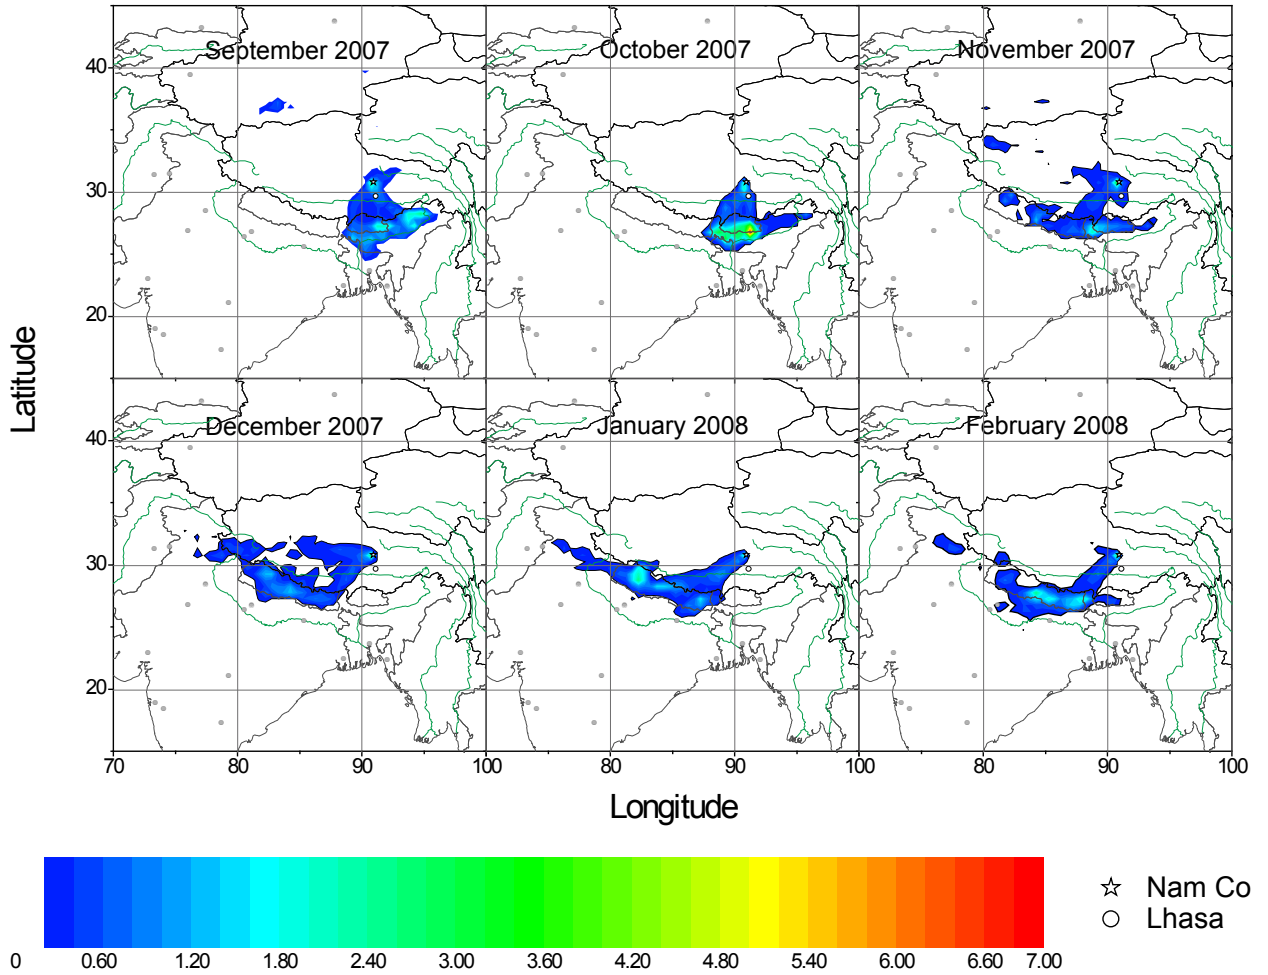 September 2007
October 2007
November 2007
40
30
20
Latitude
December 2007
January 2008
February 2008
40
30
20
70 80 90 100 80 90 100 80 90 100
Longitude
Nam Co
Lhasa
0 0.60 1.20 1.80 2.40 3.00 3.60 4.20 4.80 5.40 6.00 6.60 7.00